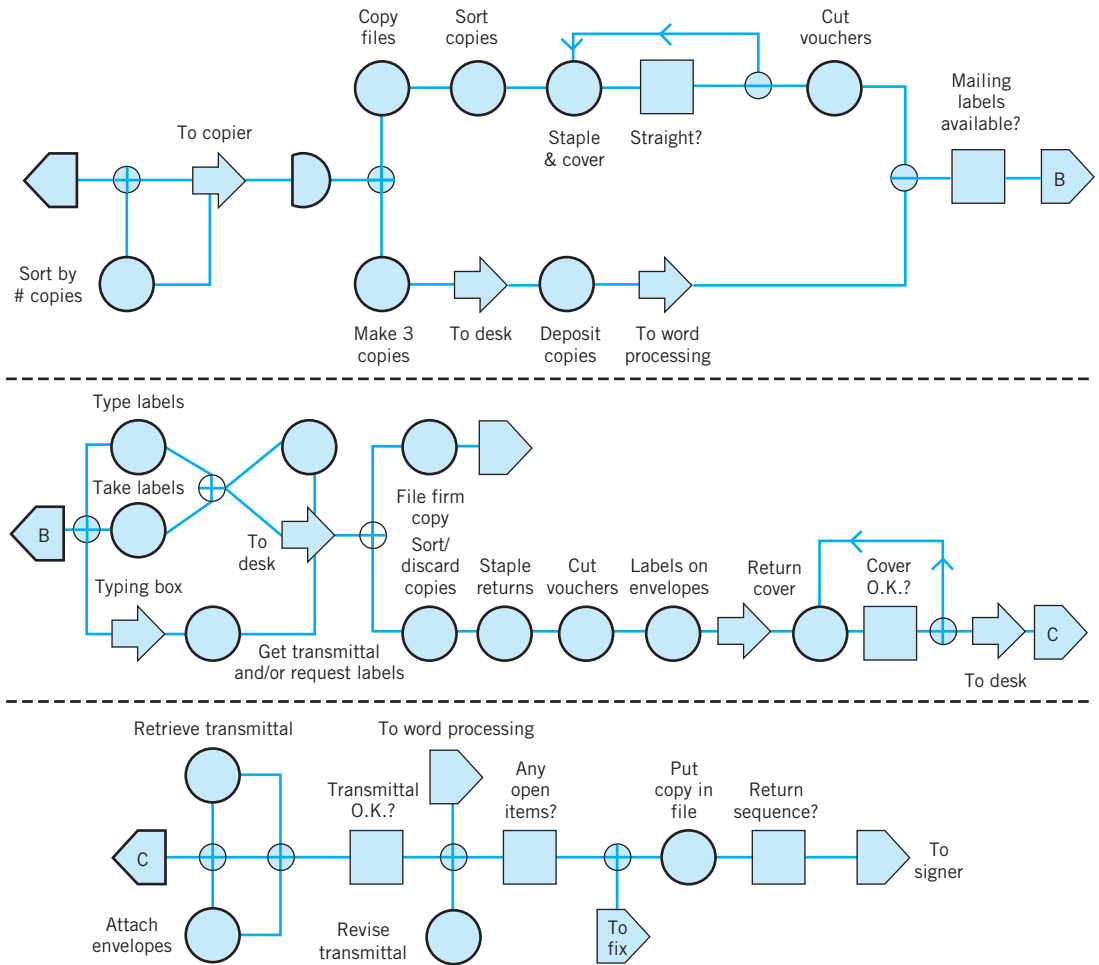 Copy
files
Sort
copies
Cut
vouchers
Mailing
labels
available?
To copier
Staple
& cover
Straight?
B
Sort by
# copies
Make 3
copies
To desk
Deposit
copies
To word
processing
Type labels
Take labels
B
To
desk
File firm
copy
Sort/
discard
copies
Staple
returns
Cut
vouchers
Labels on
envelopes
Return
cover
Cover
O.K.?
Typing box
C
Get transmittal
and/or request labels
To desk
Retrieve transmittal
To word processing
Transmittal
O.K.?
Any
open
items?
Put
copy in
file
Return
sequence?
C
To
signer
Attach
envelopes
Revise
transmittal
To
fix